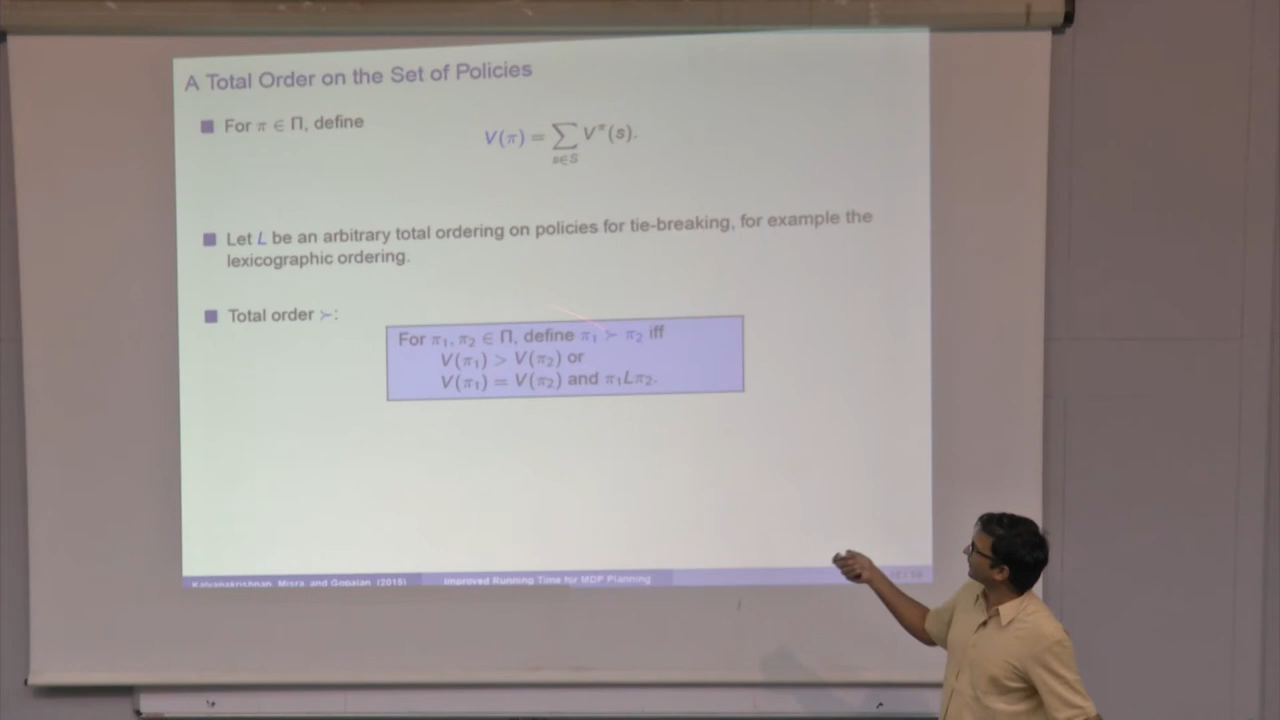 A Total Order on the Set of Policies
For π ∈ Π, define
V(π) = ∑ Vπ(s).
s∈S
Let L be an arbitrary total ordering on policies for tie-breaking, for example the
lexicographic ordering.
Total order ≻:
For π1, π2 ∈ Π, define π1 ≻ π2 iff
V(π1) > V(π2) or
V(π1) = V(π2) and π1Lπ2.
Kalyanakrishnan, Misra, and Gopalan (2015) Improved Running Time for MDP Planning